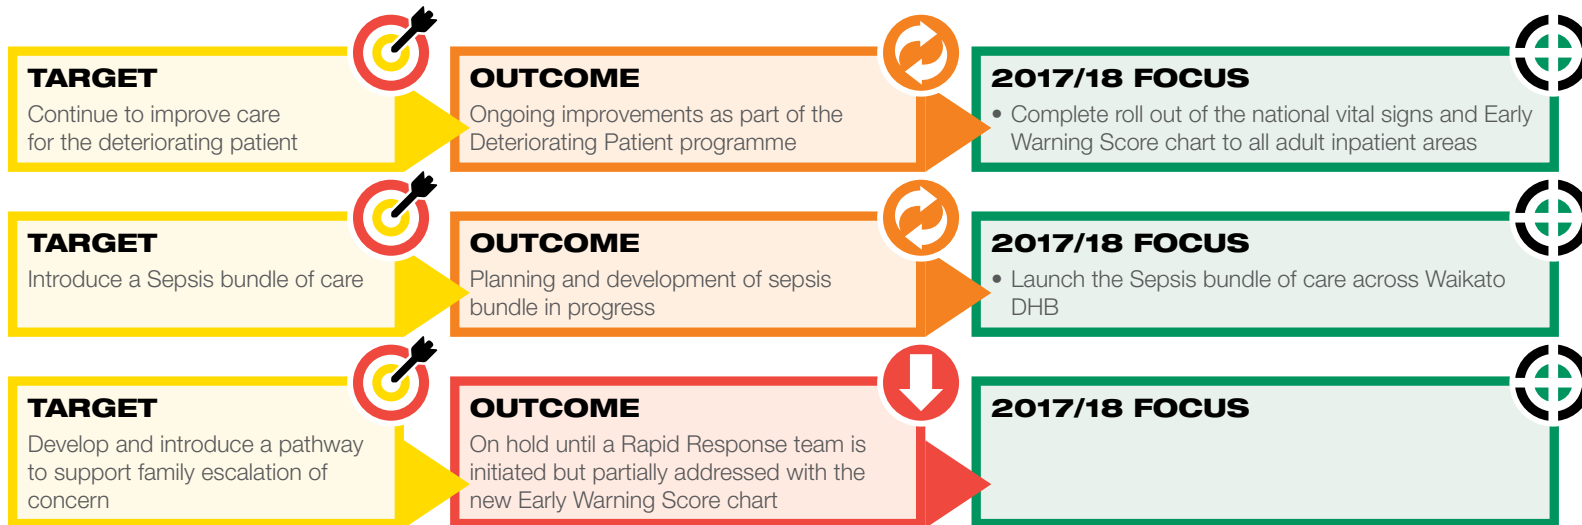 TARGET
Continue to improve care
for the deteriorating patient
OUTCOME
Ongoing improvements as part of the
Deteriorating Patient programme
2017/18 FOCUS
• Complete roll out of the national vital signs and Early
Warning Score chart to all adult inpatient areas
TARGET
Introduce a Sepsis bundle of care
OUTCOME
Planning and development of sepsis
bundle in progress
2017/18 FOCUS
• Launch the Sepsis bundle of care across Waikato
DHB
TARGET
Develop and introduce a pathway
to support family escalation of
concern
OUTCOME
On hold until a Rapid Response team is
initiated but partially addressed with the
new Early Warning Score chart
2017/18 FOCUS